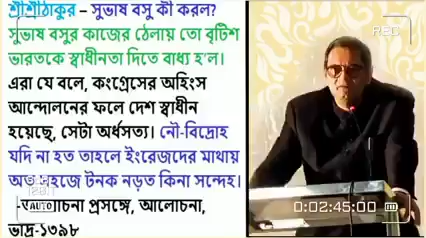 শ্রীশ্রীঠাকুর – সুভাষ বসু কী করল?
সুভাষ বসুর কাজের ঠেলায় তো বৃটিশ
ভারতকে স্বাধীনতা দিতে বাধ্য হ'ল।
এরা যে বলে, কংগ্রেসের অহিংস
আন্দোলনের ফলে দেশ স্বাধীন
হয়েছে, সেটা অর্ধসত্য। নৌ-বিদ্রোহ
যদি না হত তাহলে ইংরেজদের মাথায়
অত সহজে টনক নড়ত কিনা সন্দেহ।
আলোচনা প্রসঙ্গে, আলোচনা,
ভাদ্র-১৩৯৮
REC
AUTO
0:02:45:00